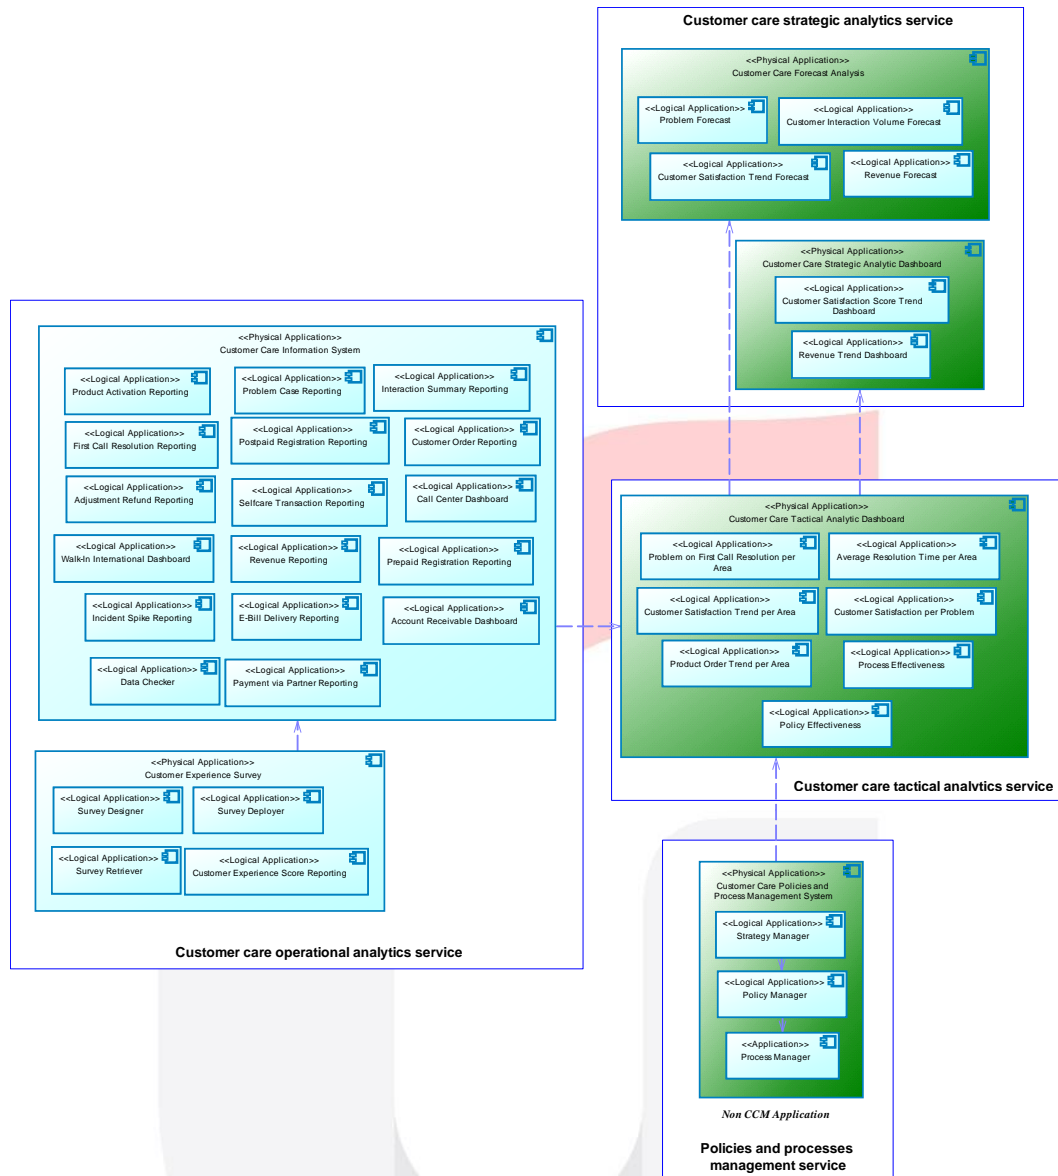 Customer care strategic analytics service
<<Physical Application>>
Customer Care Forecast Analysis
<<Logical Application>>
Problem Forecast
<<Logical Application>>
Customer Interaction Volume Forecast
<<Logical Application>>
Customer Satisfaction Trend Forecast
<<Logical Application>>
Revenue Forecast
<<Physical Application>>
Customer Care Strategic Analytic Dashboard
<<Logical Application>>
Customer Satisfaction Score Trend
Dashboard
<<Logical Application>>
Revenue Trend Dashboard
<<Physical Application>>
Customer Care Information System
<<Logical Application>>
Product Activation Reporting
<<Logical Application>>
Problem Case Reporting
<<Logical Application>>
Interaction Summary Reporting
<<Logical Application>>
First Call Resolution Reporting
<<Logical Application>>
Postpaid Registration Reporting
<<Logical Application>>
Customer Order Reporting
<<Logical Application>>
Adjustment Refund Reporting
<<Logical Application>>
Selfcare Transaction Reporting
<<Logical Application>>
Call Center Dashboard
<<Logical Application>>
Walk-In International Dashboard
<<Logical Application>>
Revenue Reporting
<<Logical Application>>
Prepaid Registration Reporting
<<Logical Application>>
Incident Spike Reporting
<<Logical Application>>
E-Bill Delivery Reporting
<<Logical Application>>
Account Receivable Dashboard
<<Logical Application>>
Data Checker
<<Logical Application>>
Payment via Partner Reporting
<<Physical Application>>
Customer Experience Survey
<<Logical Application>>
Survey Designer
<<Logical Application>>
Survey Deployer
<<Logical Application>>
Survey Retriever
<<Logical Application>>
Customer Experience Score Reporting
Customer care operational analytics service
<<Physical Application>>
Customer Care Tactical Analytic Dashboard
<<Logical Application>>
Problem on First Call Resolution per
Area
<<Logical Application>>
Average Resolution Time per Area
<<Logical Application>>
Customer Satisfaction Trend per Area
<<Logical Application>>
Customer Satisfaction per Problem
<<Logical Application>>
Product Order Trend per Area
<<Logical Application>>
Process Effectiveness
<<Logical Application>>
Policy Effectiveness
Customer care tactical analytics service
<<Physical Application>>
Customer Care Policies and
Process Management System
<<Logical Application>>
Strategy Manager
<<Logical Application>>
Policy Manager
<<Application>>
Process Manager
Non CCM Application
Policies and processes
management service